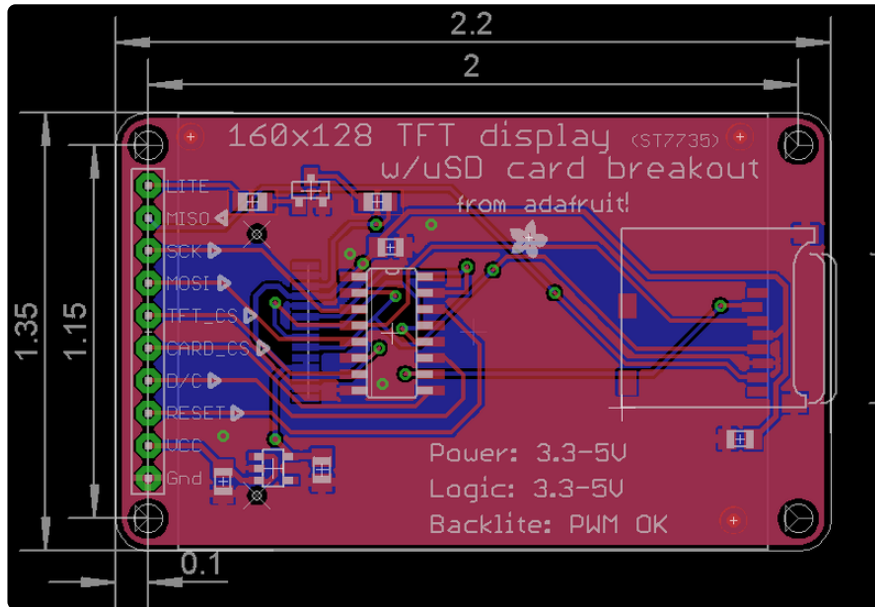 2.2
2
160x128 TFT display (ST7735)
w/uSD card breakout
from adafruit!
LITE
MISO
SCK
MOSI
TFT_CS
CARD_CS
D/C
RESET
VCC
Gnd
1.35
1.15
Power: 3.3-5V
Logic: 3.3-5V
Backlite: PWM OK
0.1